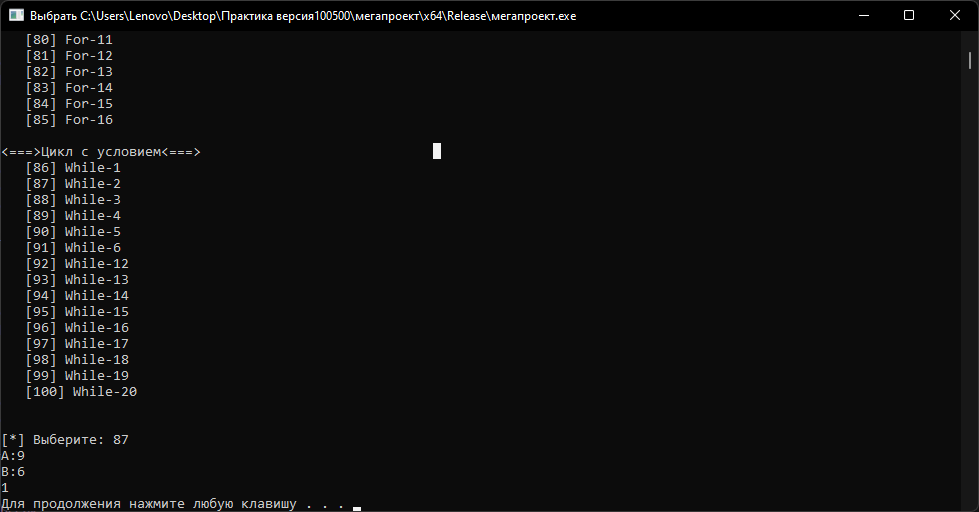 Выбрать C:\Users\Lenovo\Desktop\Практика версия100500\мегапроект\x64\Release\мегапроект.exe
[80] For-11
[81] For-12
[82] For-13
[83] For-14
[84] For-15
[85] For-16
<===>Цикл с условием<===>
[86] While-1
[87] While-2
[88] While-3
[89] While-4
[90] While-5
[91] While-6
[92] While-12
[93] While-13
[94] While-14
[95] While-15
[96] While-16
[97] While-17
[98] While-18
[99] While-19
[100] While-20
[*] Выберите: 87
A:9
B:6
1
Для продолжения нажмите любую клавишу . . .